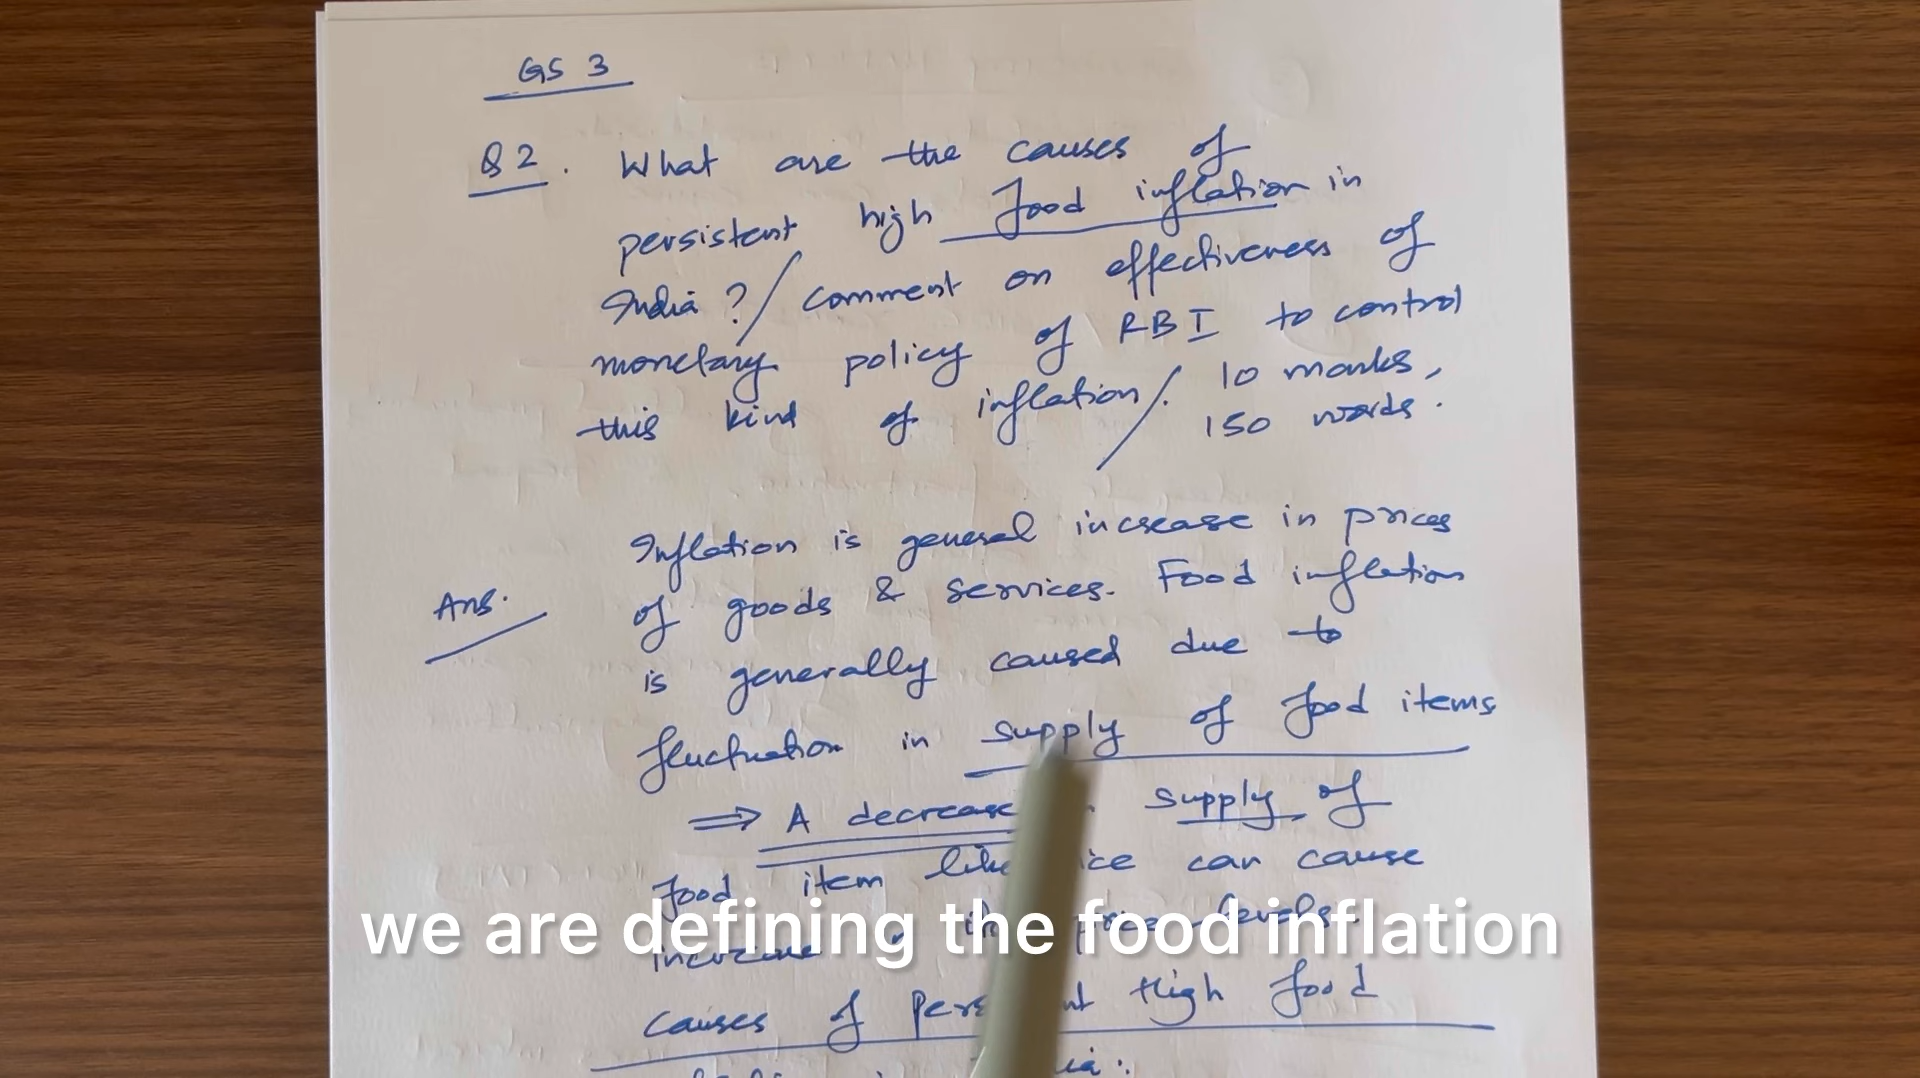 GS 3
Q2. What are the causes of
persistent high food inflation in
India? / comment on effectiveness of
monetary policy of RBI to control
this kind of inflation /. 10 marks,
150 words.
Ans. Inflation is general increase in prices
of goods & services. Food inflation
is generally caused due to
fluctuation in supply of food items
⇒ A decrease supply of
food item can cause
we are defining the food inflation
causes of High food